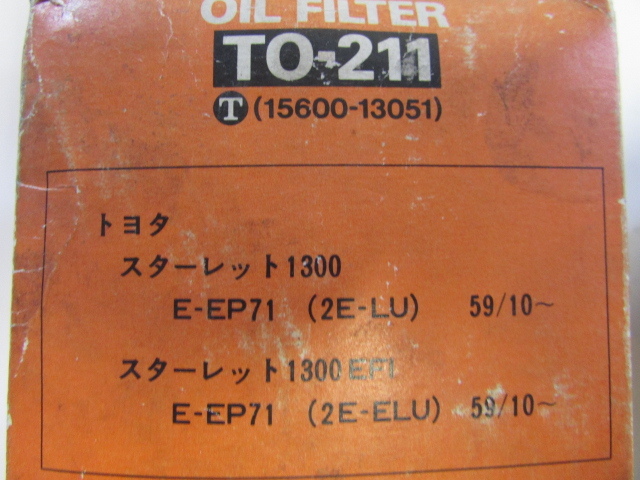 OIL FILTER
TO-211
T (15600-13051)
トヨタ
スターレット1300
E-EP71 (2E-LU) 59/10～
スターレット1300 EFI
E-EP71 (2E-ELU) 59/10～